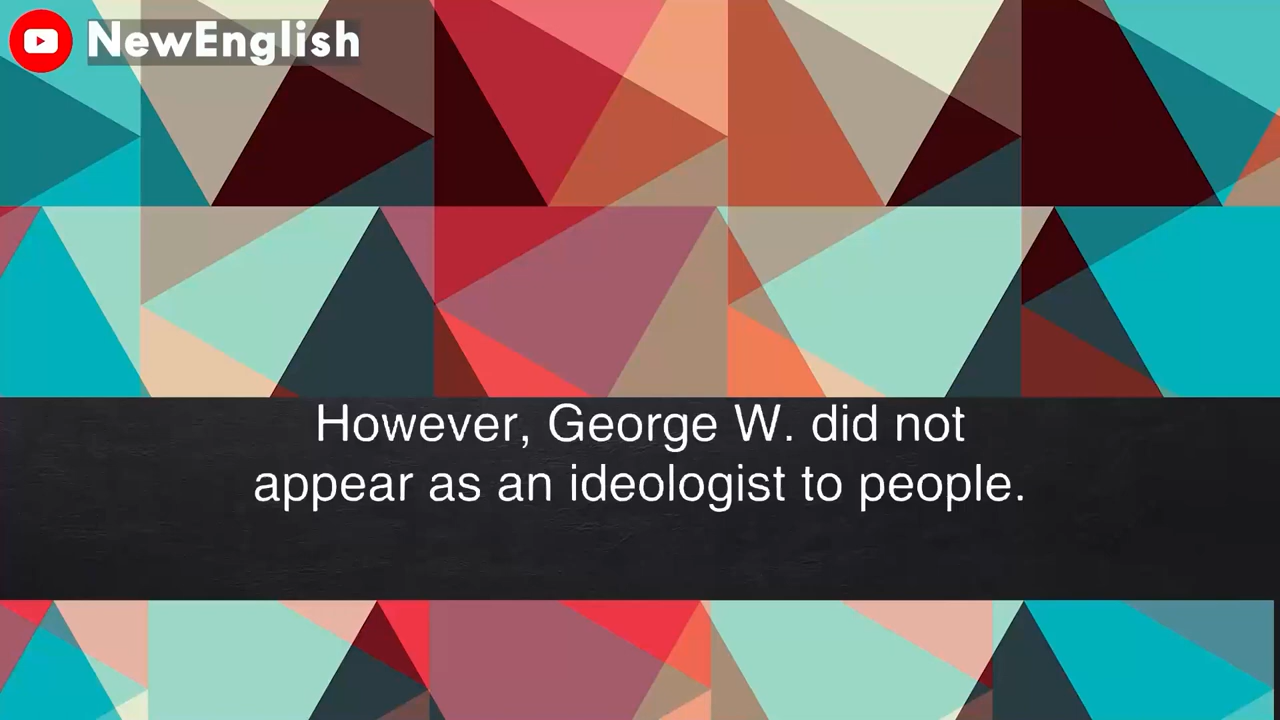 NewEnglish
However, George W. did not
appear as an ideologist to people.